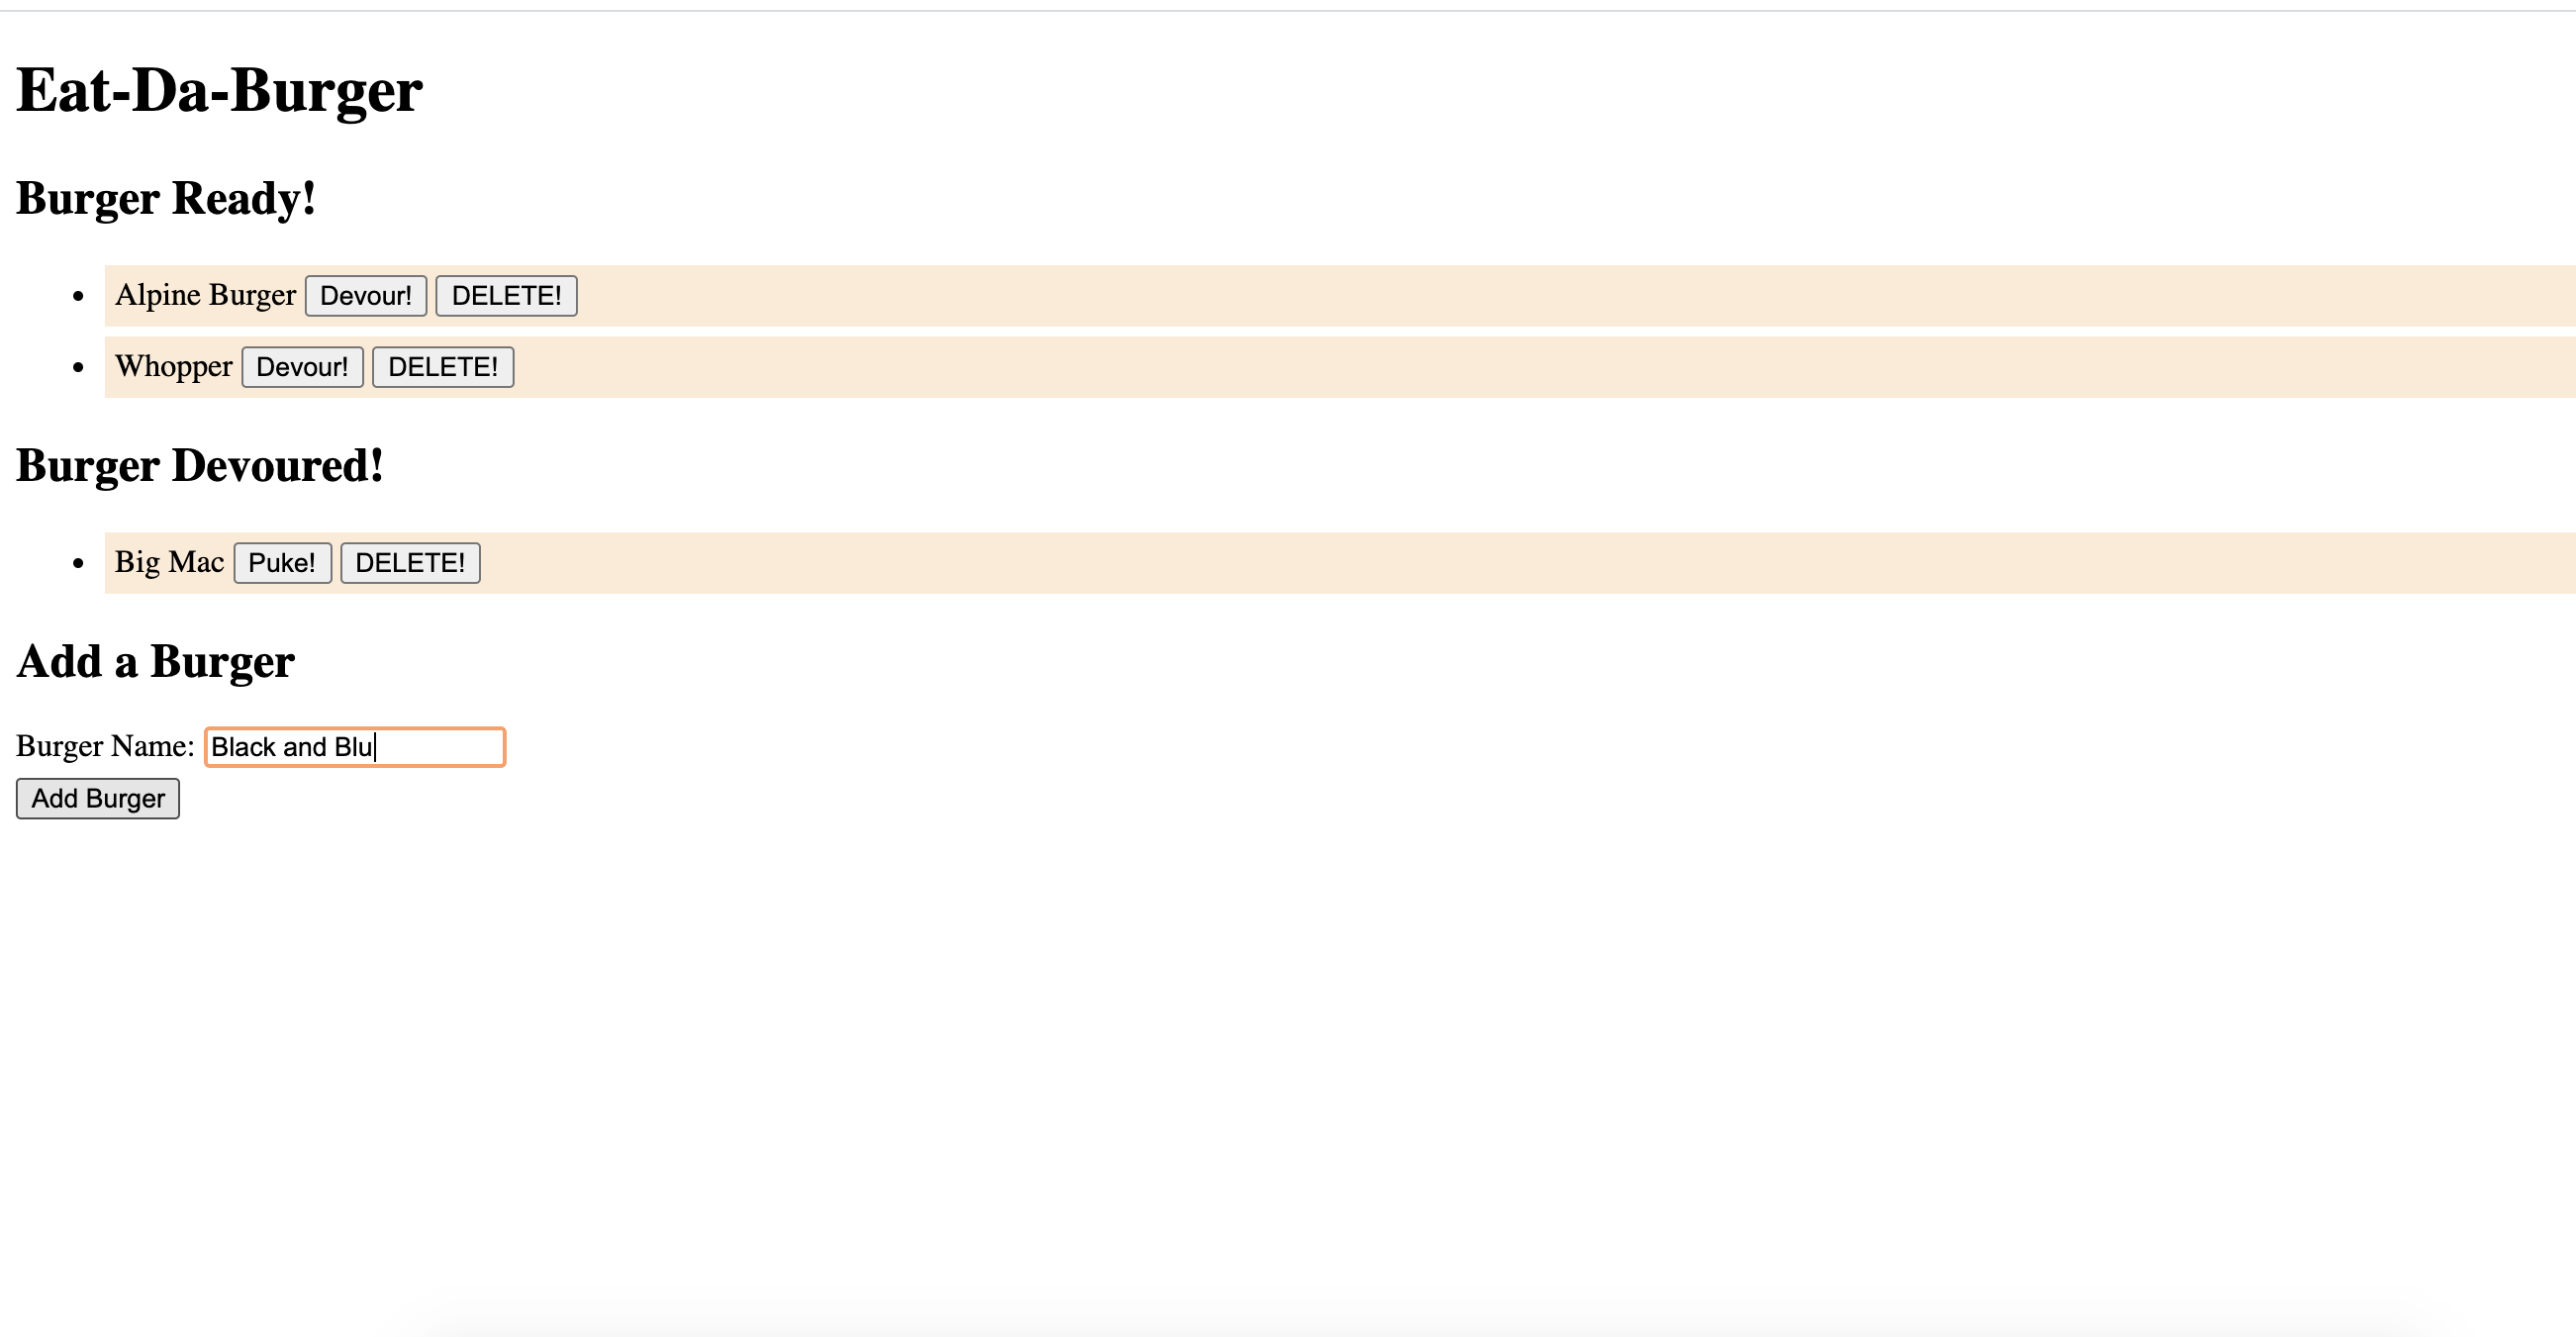 Eat-Da-Burger
Burger Ready!
Alpine Burger Devour! DELETE!
Whopper Devour! DELETE!
Burger Devoured!
Big Mac Puke! DELETE!
Add a Burger
Burger Name: Black and Blu
Add Burger